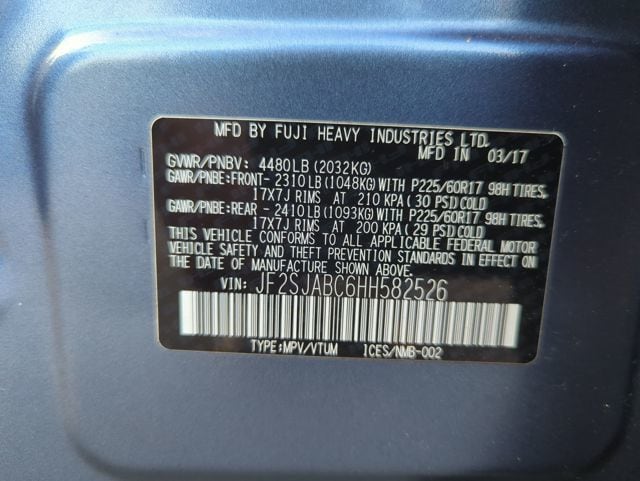 MFD BY FUJI HEAVY INDUSTRIES LTD.
MFD IN 03/17
GVWR/PNBV: 4480LB(2032KG)
GAWR/PNBE:FRONT- 2310LB(1048KG)WITH P225/60R17 98H TIRES,
17X7J RIMS AT 210 KPA(30 PSI)COLD
GAWR/PNBE:REAR - 2410LB(1093KG)WITH P225/60R17 98H TIRES,
17X7J RIMS AT 200 KPA(29 PSI)COLD
THIS VEHICLE CONFORMS TO ALL APPLICABLE FEDERAL MOTOR
VEHICLE SAFETY AND THEFT PREVENTION STANDARDS IN EFFECT ON
THE DATE OF MANUFACTURE SHOWN ABOVE.
VIN: JF2SJABC6HH582526
TYPE:MPV/VTUM ICES/NMB-002